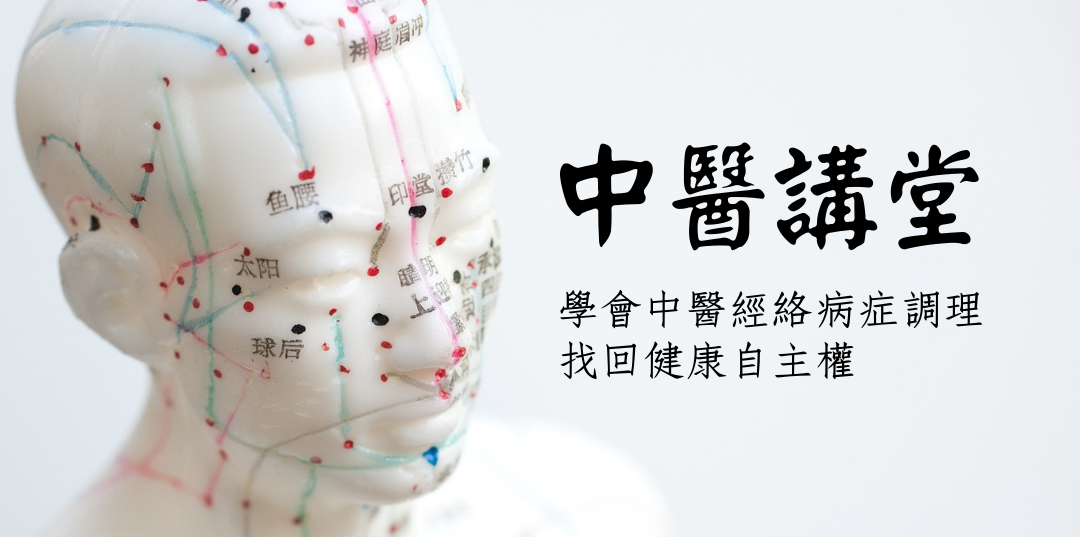 神庭眉冲
攒竹
鱼腰
印堂
太阳
睛明
上
球后
中醫講堂
學會中醫經絡病症調理
找回健康自主權